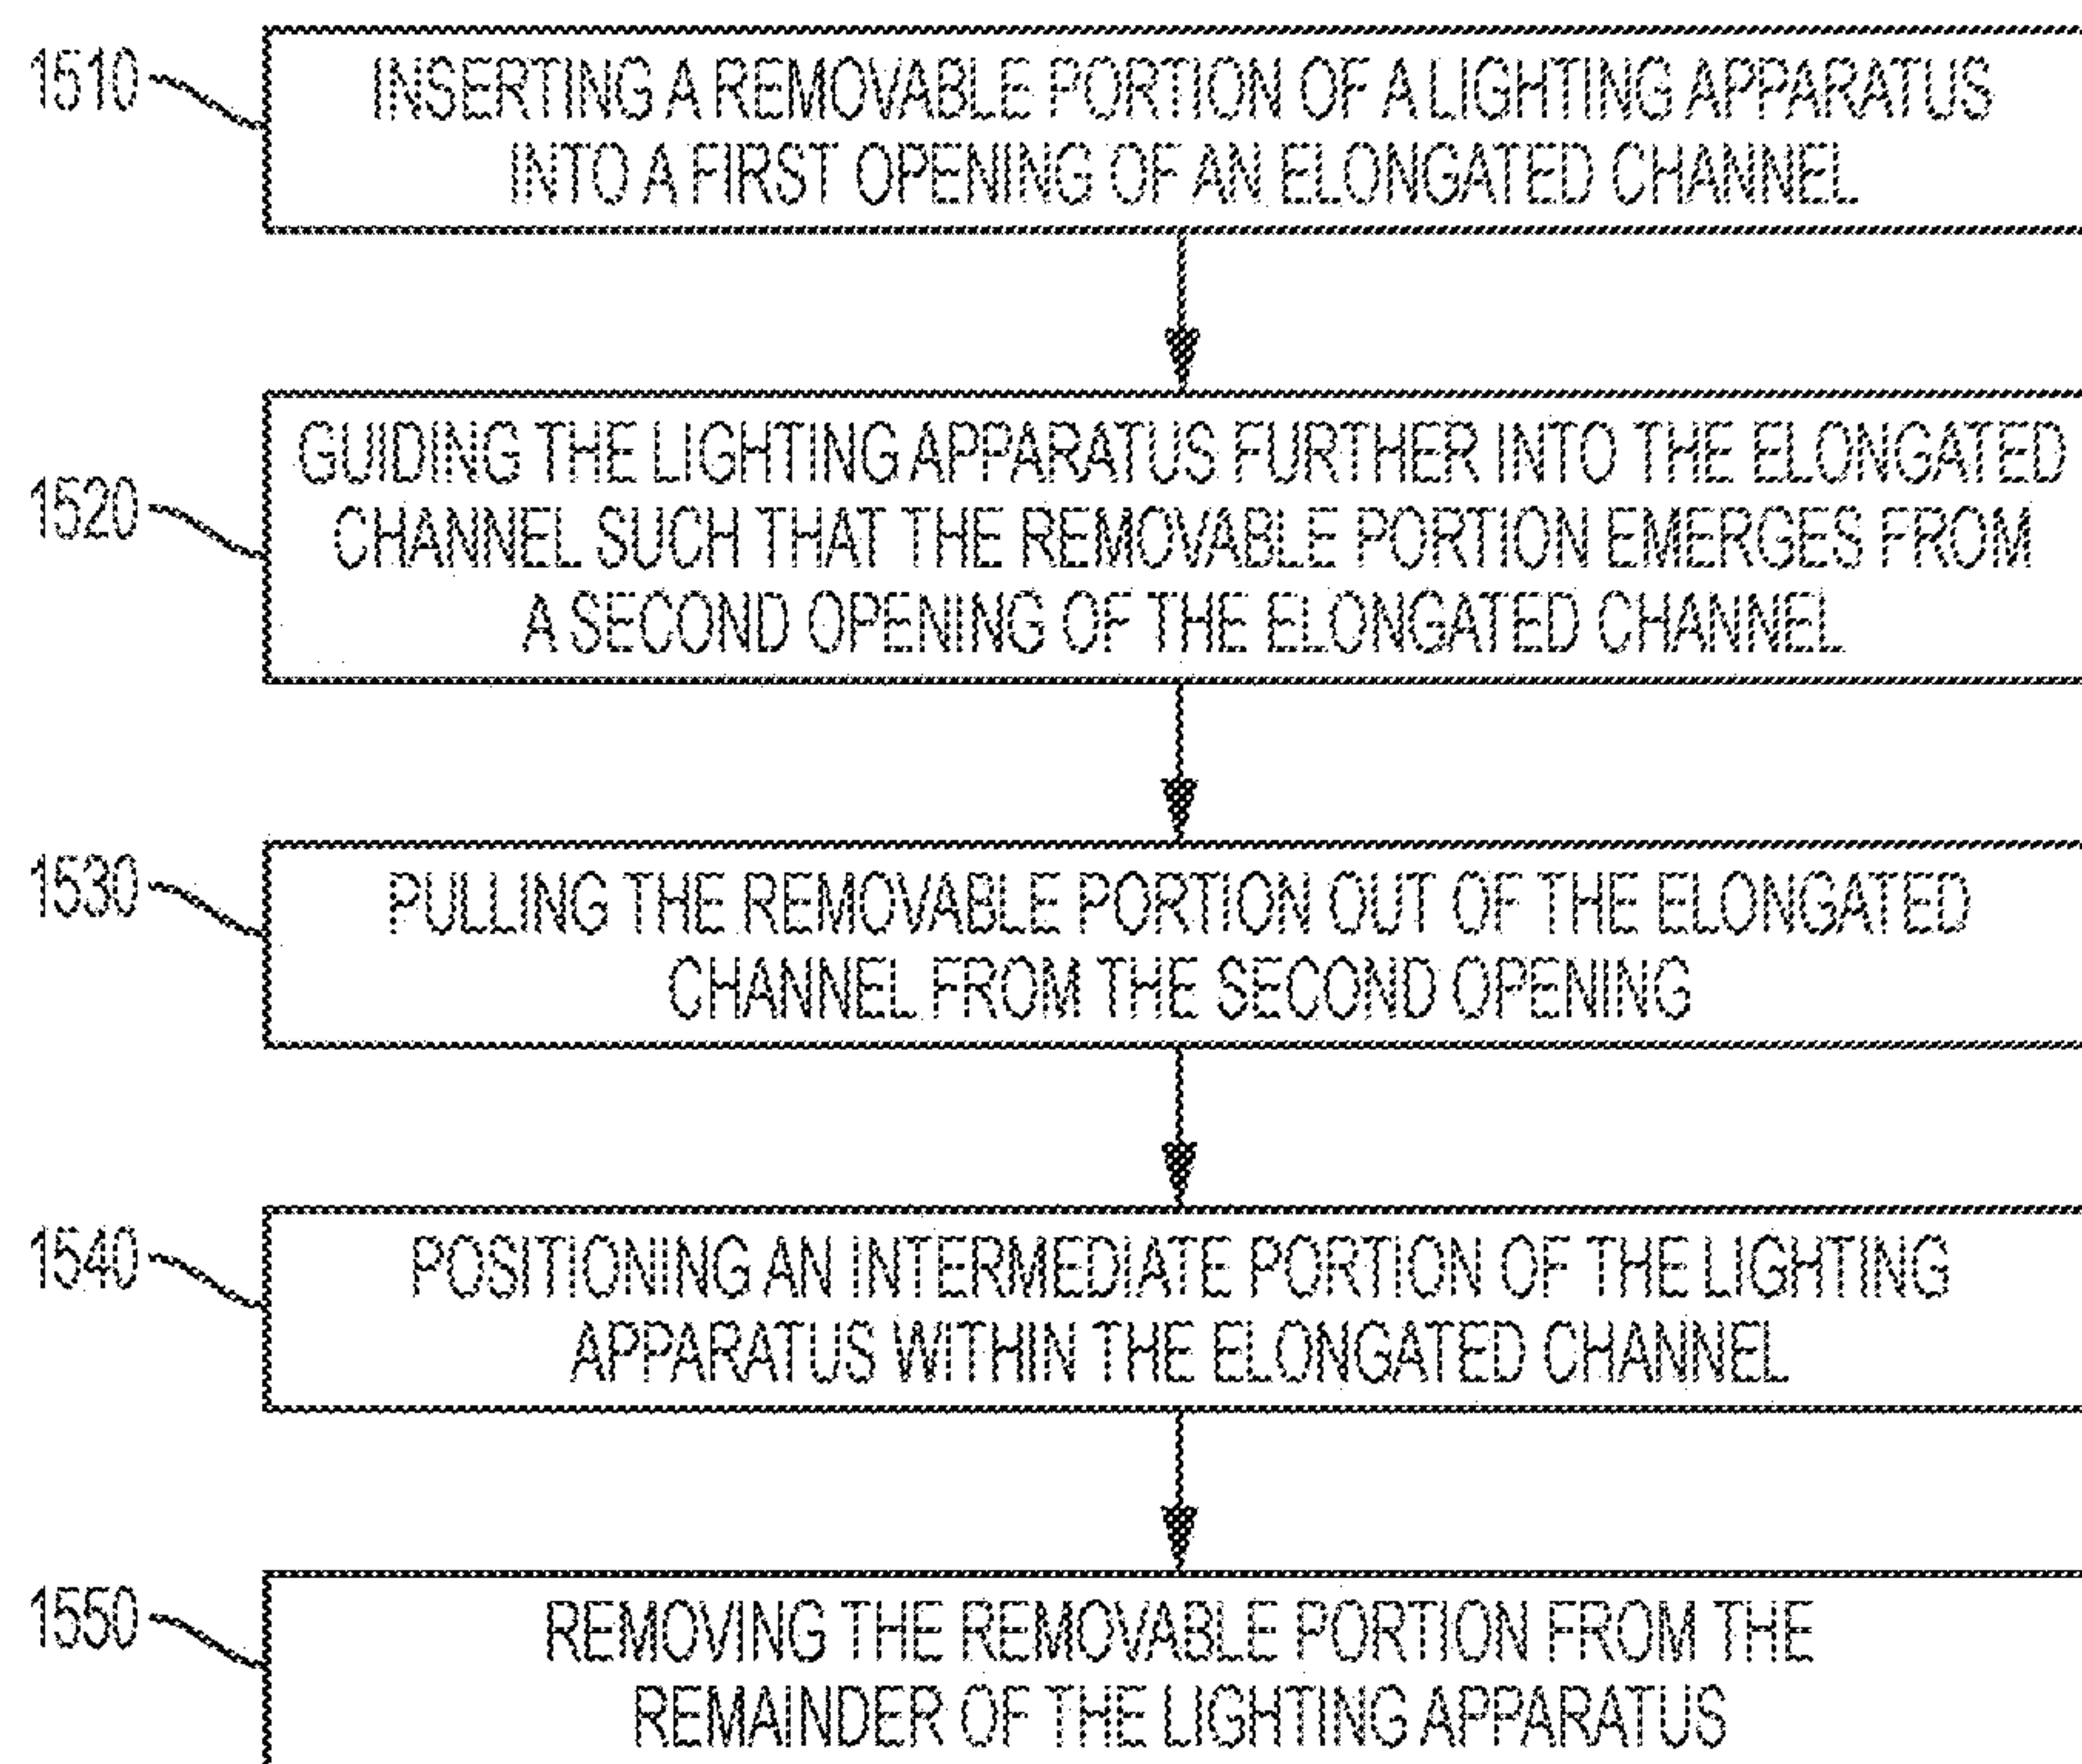 1510
INSERTING A REMOVABLE PORTION OF A LIGHTING APPARATUS
INTO A FIRST OPENING OF AN ELONGATED CHANNEL
1520
GUIDING THE LIGHTING APPARATUS FURTHER INTO THE ELONGATED
CHANNEL SUCH THAT THE REMOVABLE PORTION EMERGES FROM
A SECOND OPENING OF THE ELONGATED CHANNEL
1530
PULLING THE REMOVABLE PORTION OUT OF THE ELONGATED
CHANNEL FROM THE SECOND OPENING
1540
POSITIONING AN INTERMEDIATE PORTION OF THE LIGHTING
APPARATUS WITHIN THE ELONGATED CHANNEL
1550
REMOVING THE REMOVABLE PORTION FROM THE
REMAINDER OF THE LIGHTING APPARATUS